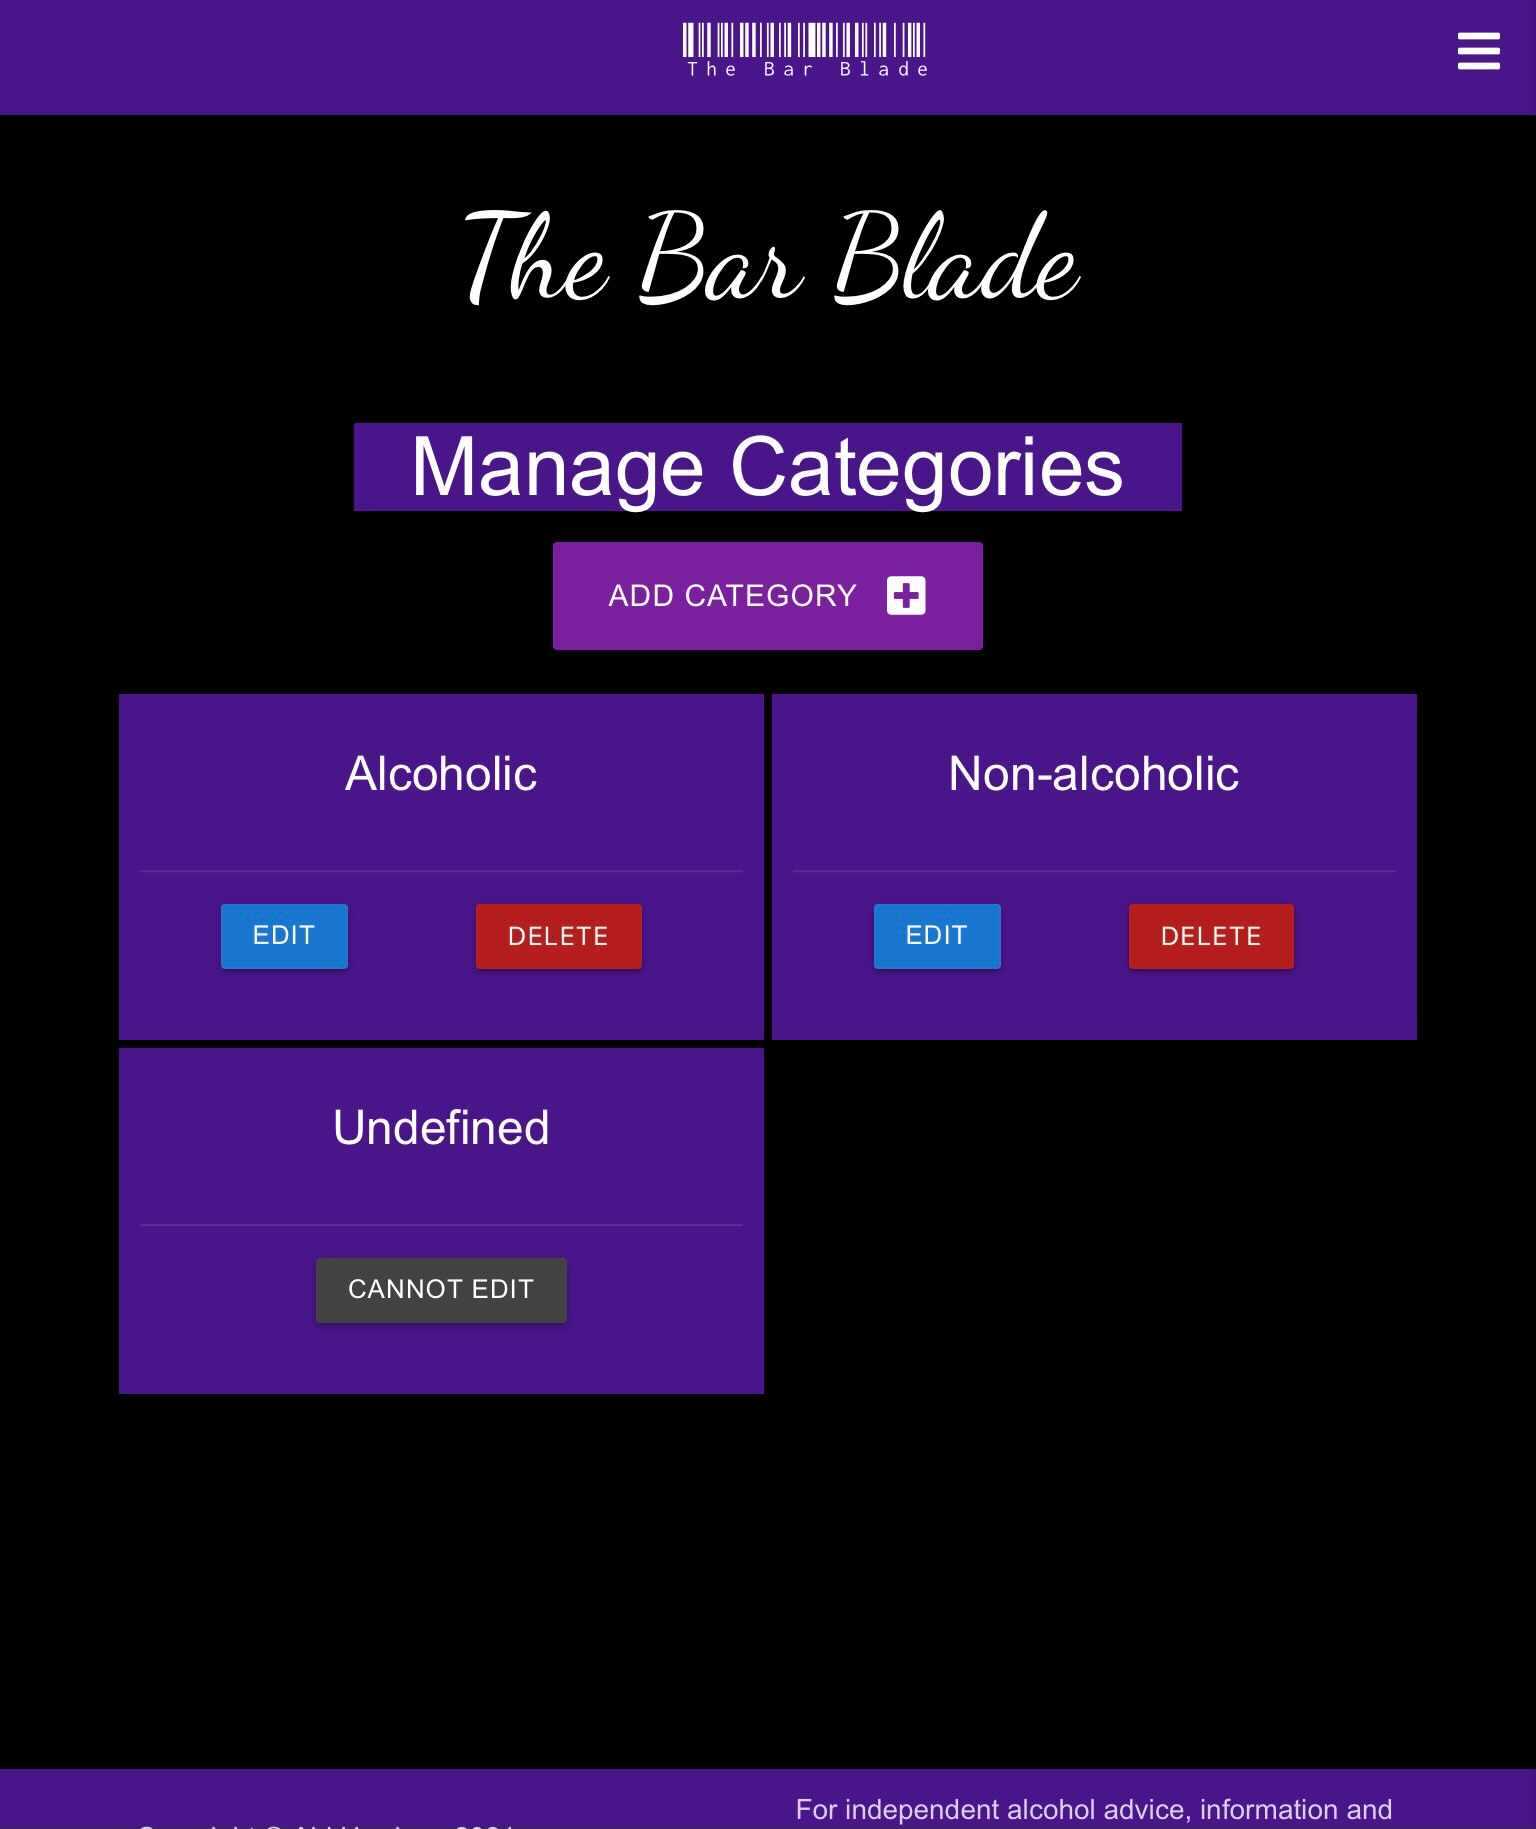 The Bar Blade
The Bar Blade
Manage Categories
ADD CATEGORY
Alcoholic
Non-alcoholic
EDIT
DELETE
EDIT
DELETE
Undefined
CANNOT EDIT
For independent alcohol advice, information and